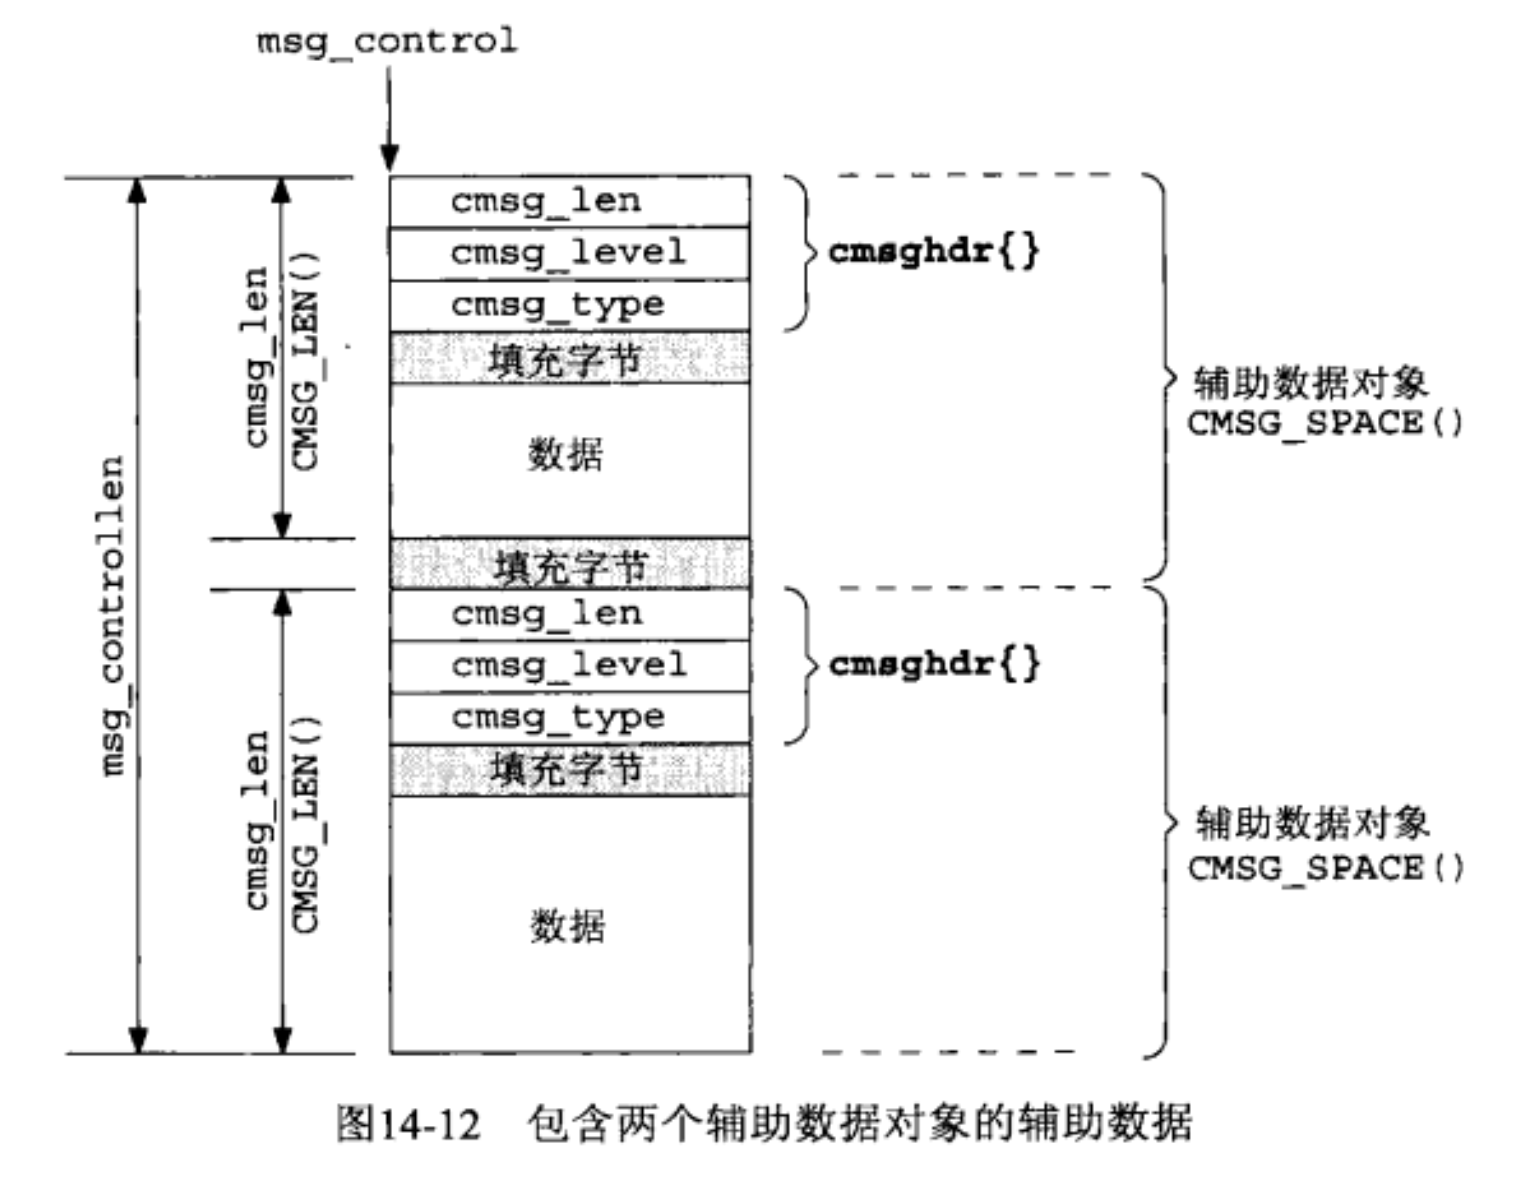 msg_control
cmsg_len
cmsg_level
cmsghdr{}
cmsg_type
填充字节
数据
填充字节
cmsg_len
CMSG_LEN()
辅助数据对象
CMSG_SPACE()
msg_controllen
cmsg_len
cmsg_level
cmsghdr{}
cmsg_type
填充字节
数据
cmsg_len
CMSG_LEN()
辅助数据对象
CMSG_SPACE()
图14-12 包含两个辅助数据对象的辅助数据